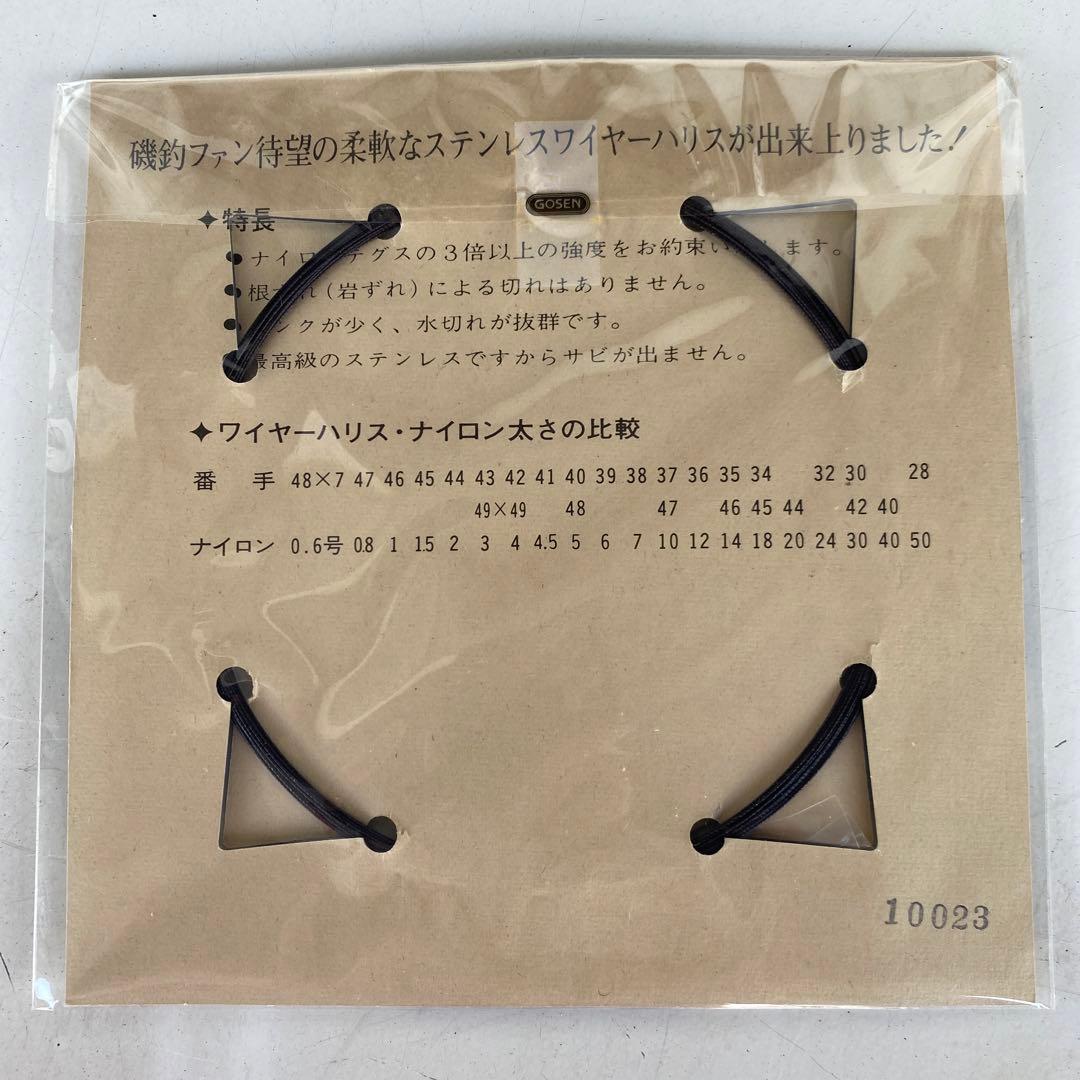 磯釣ファン待望の柔軟なステンレスワイヤーハリスが出来上りました!
GOSEN
✦特長
●ナイロ テグスの3倍以上の強度をお約束い します。
●根ずれ(岩ずれ)による切れはありません。
● ンクが少く、水切れが抜群です。
●最高級のステンレスですからサビが出ません。
✦ワイヤーハリス・ナイロン太さの比較
番手 48×7 47 46 45 44 43 42 41 40 39 38 37 36 35 34 32 30 28
49×49 48 47 46 45 44 42 40
ナイロン 0.6号 0.8 1 1.5 2 3 4 4.5 5 6 7 10 12 14 18 20 24 30 40 50
10023